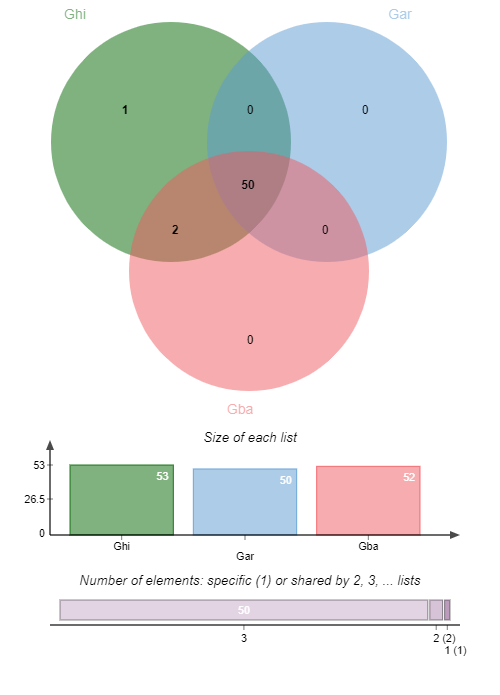 Ghi Gar
1 0 0
50
2 0
0
Gba
Size of each list
53 53 50 52
26.5
0
Ghi Gar Gba
Number of elements: specific (1) or shared by 2, 3, ... lists
50
3 2 (2)
1 (1)